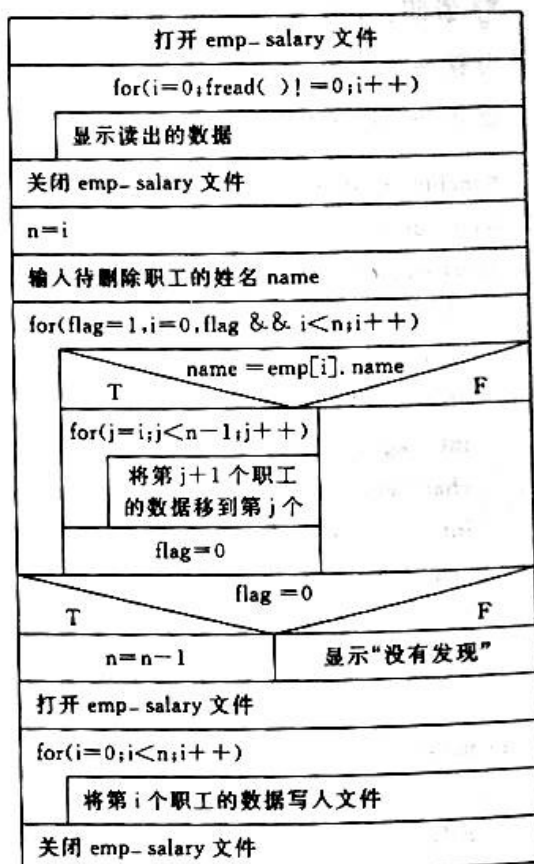 打开 emp_salary 文件
for(i=0;fread( )!=0;i++)
显示读出的数据
关闭 emp_salary 文件
n=i
输入待删除职工的姓名 name
for(flag=1,i=0,flag && i<n;i++)
name =emp[i].name
T
F
for(j=i;j<n-1;j++)
将第 j+1 个职工
的数据移到第 j 个
flag=0
flag =0
T
F
n=n-1
显示“没有发现”
打开 emp_salary 文件
for(i=0;i<n;i++)
将第 i 个职工的数据写入文件
关闭 emp_salary 文件